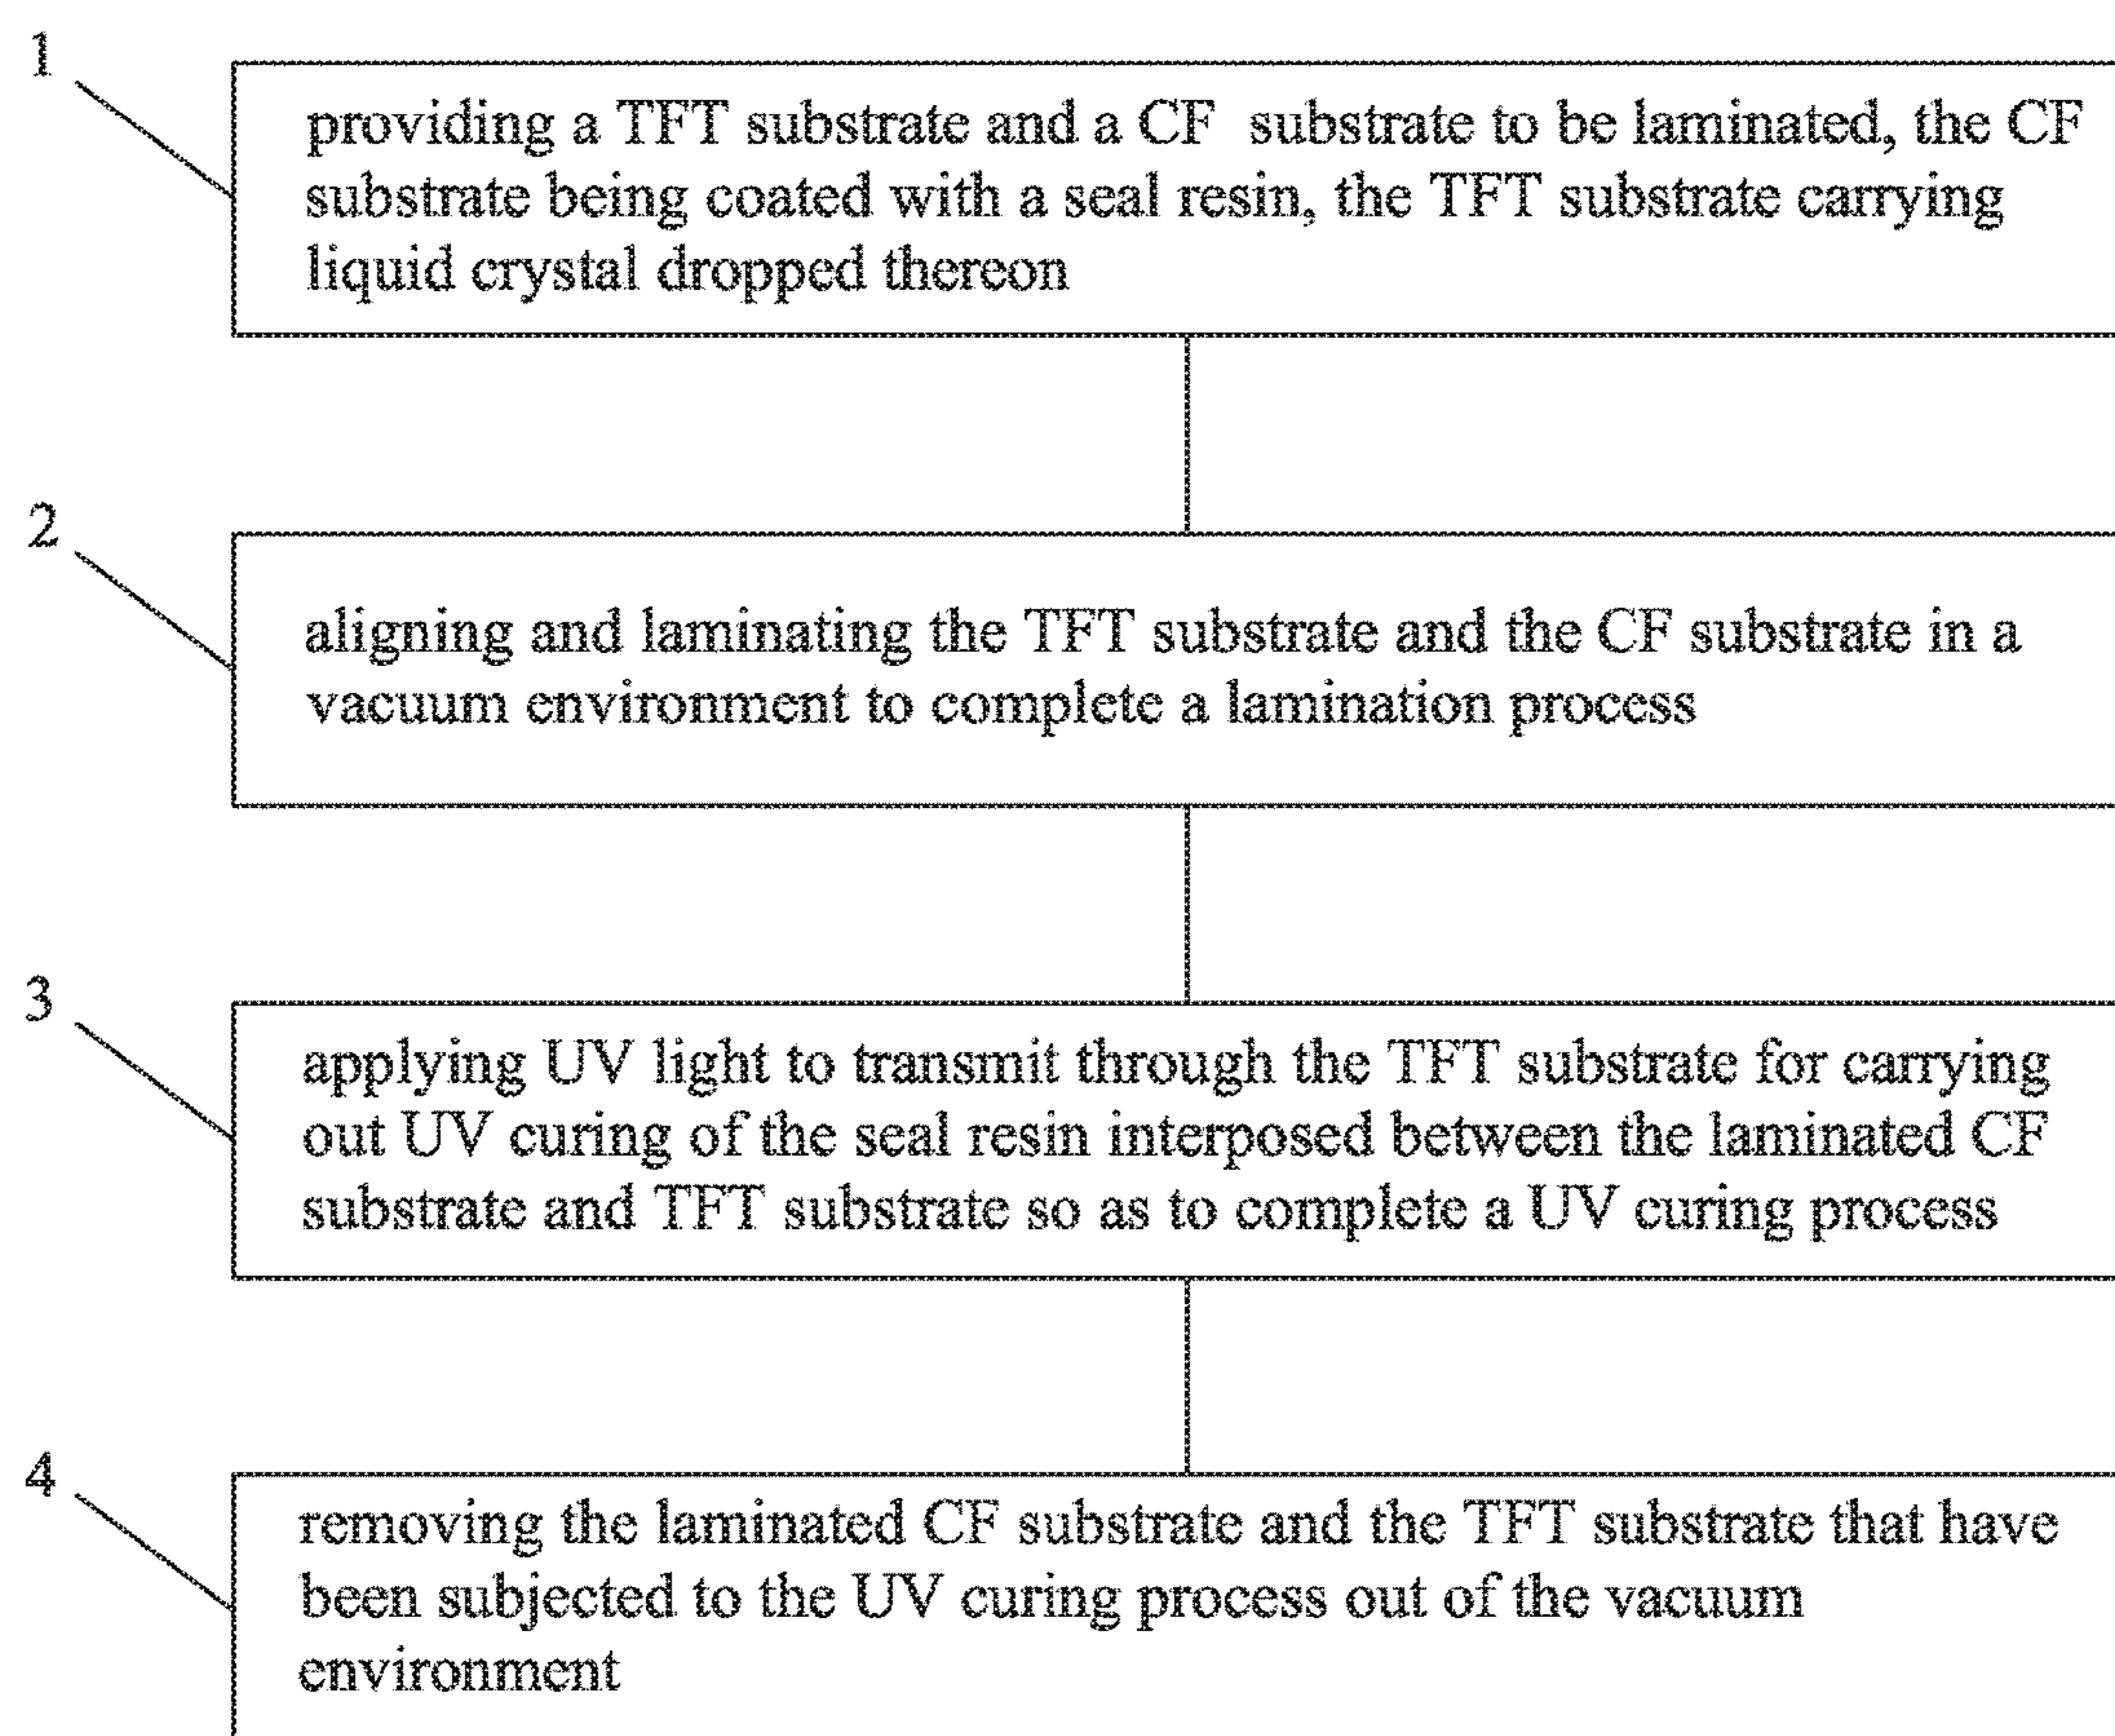 1
providing a TFT substrate and a CF substrate to be laminated, the CF
substrate being coated with a seal resin, the TFT substrate carrying
liquid crystal dropped thereon
2
aligning and laminating the TFT substrate and the CF substrate in a
vacuum environment to complete a lamination process
3
applying UV light to transmit through the TFT substrate for carrying
out UV curing of the seal resin interposed between the laminated CF
substrate and TFT substrate so as to complete a UV curing process
4
removing the laminated CF substrate and the TFT substrate that have
been subjected to the UV curing process out of the vacuum
environment